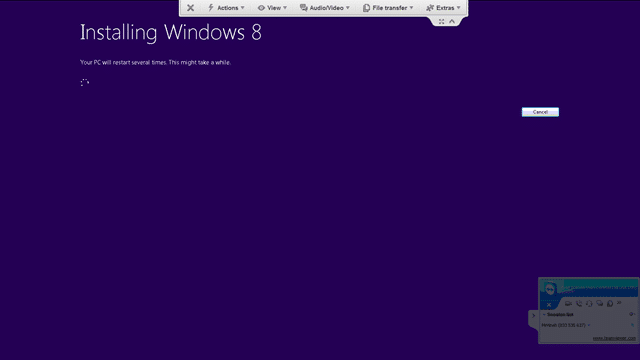 Actions
View
Audio/Video
File transfer
Extras
Installing Windows 8
Your PC will restart several times. This might take a while.
Cancel
Session list
www.teamviewer.com